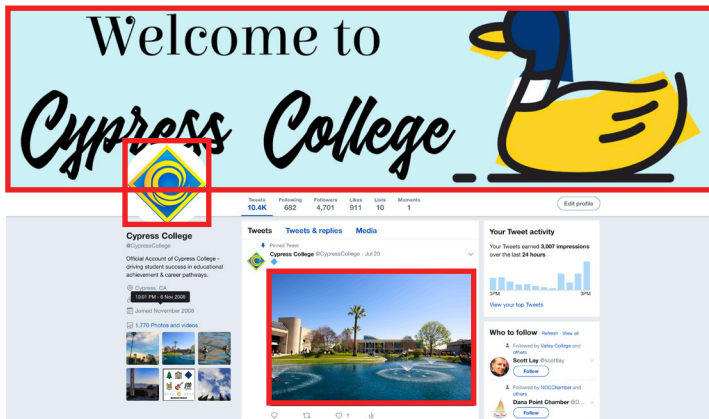 Welcome to
Cypress College
Tweets Following Followers Likes Lists Moments
10.4K 682 4,701 911 10 1
Edit profile
Cypress College
@CypressCollege
Official Account of Cypress College -
driving student success in educational
achievement & career pathways.
Cypress, CA
10:01 PM - 6 Nov 2008
Joined November 2008
1,770 Photos and videos
Tweets Tweets & replies Media
Pinned Tweet
Cypress College @CypressCollege · Jul 20
1
Your Tweet activity
Your Tweets earned 3,007 impressions
over the last 24 hours
3PM 3PM
View your top Tweets
Who to follow · Refresh · View all
Followed by Valley College and
others
Scott Lay @scottlay
Follow
Followed by NOCChamber and
others
Dana Point Chamber @D...
Follow